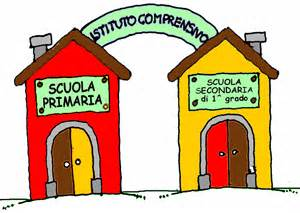 ISTITUTO COMPRENSIVO
SCUOLA
PRIMARIA
SCUOLA
SECONDARIA
di 1^ grado